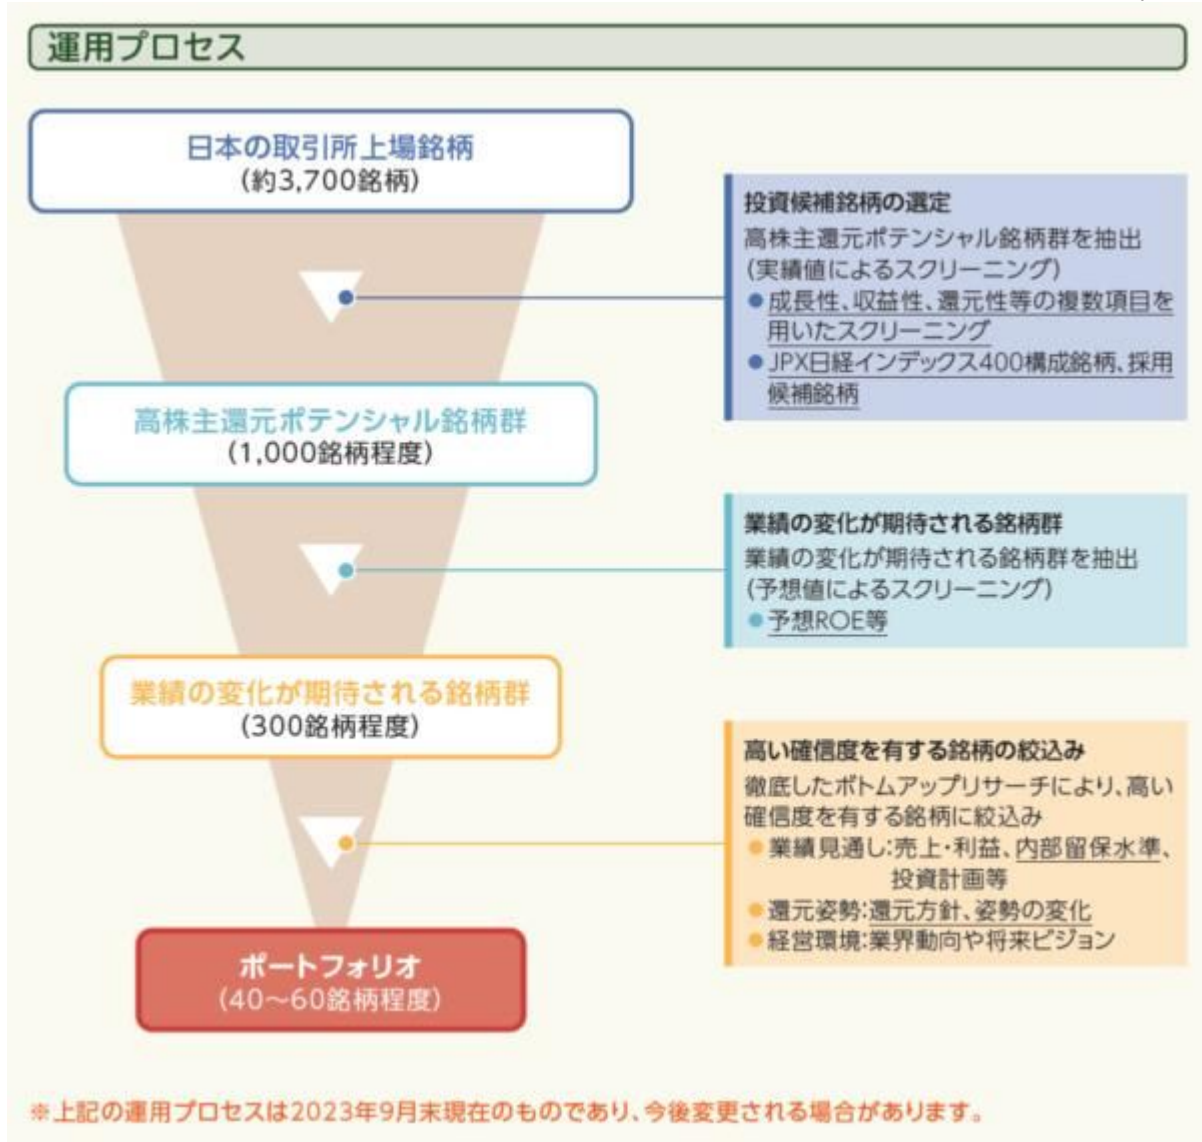 運用プロセス
日本の取引所上場銘柄
(約3,700銘柄)
投資候補銘柄の選定
高株主還元ポテンシャル銘柄群を抽出
(実績値によるスクリーニング)
●成長性、収益性、還元性等の複数項目を
用いたスクリーニング
●JPX日経インデックス400構成銘柄、採用
候補銘柄
高株主還元ポテンシャル銘柄群
(1,000銘柄程度)
業績の変化が期待される銘柄群
業績の変化が期待される銘柄群を抽出
(予想値によるスクリーニング)
●予想ROE等
業績の変化が期待される銘柄群
(300銘柄程度)
高い確信度を有する銘柄の絞込み
徹底したボトムアップリサーチにより、高い
確信度を有する銘柄に絞込み
●業績見通し:売上・利益、内部留保水準、
投資計画等
●還元姿勢:還元方針、姿勢の変化
●経営環境:業界動向や将来ビジョン
ポートフォリオ
(40〜60銘柄程度)
※上記の運用プロセスは2023年9月末現在のものであり、今後変更される場合があります。